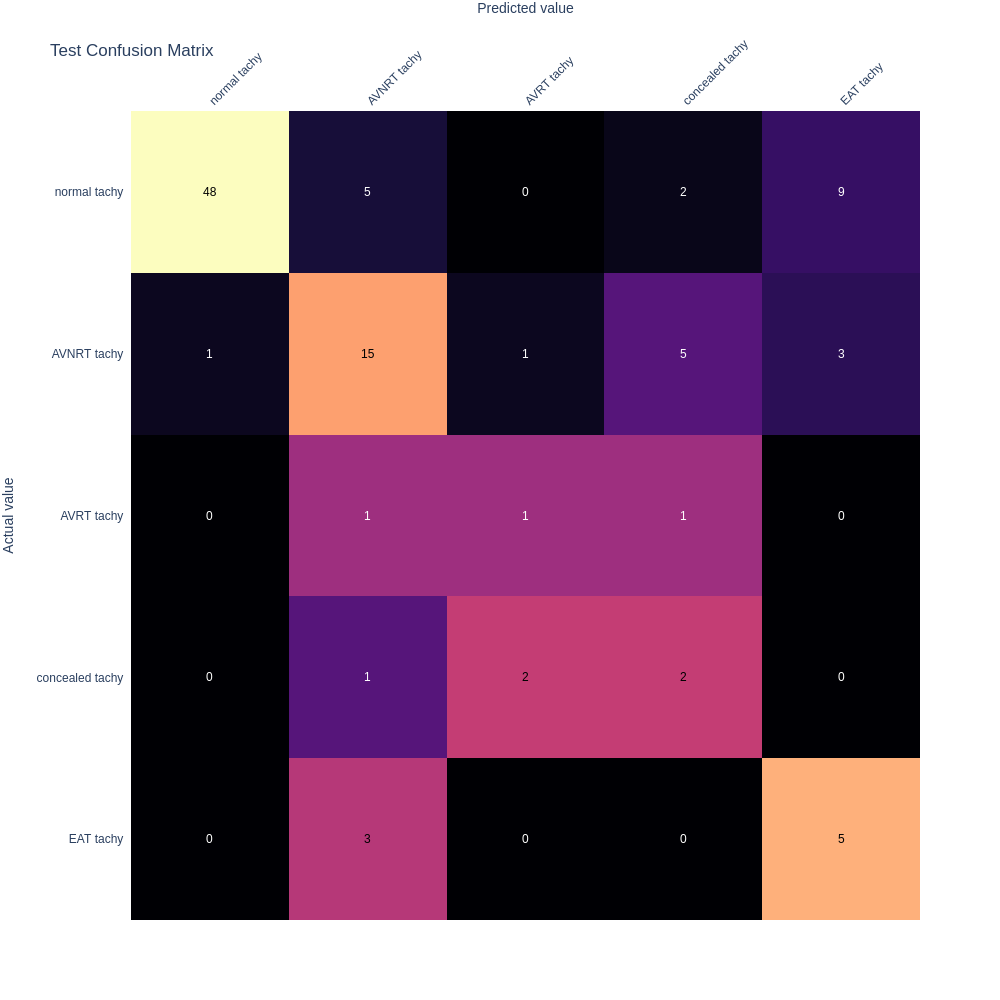 Predicted value
Test Confusion Matrix
normal tachy
AVNRT tachy
AVRT tachy
concealed tachy
EAT tachy
normal tachy 48 5 0 2 9
AVNRT tachy 1 15 1 5 3
Actual value
AVRT tachy 0 1 1 1 0
concealed tachy 0 1 2 2 0
EAT tachy 0 3 0 0 5